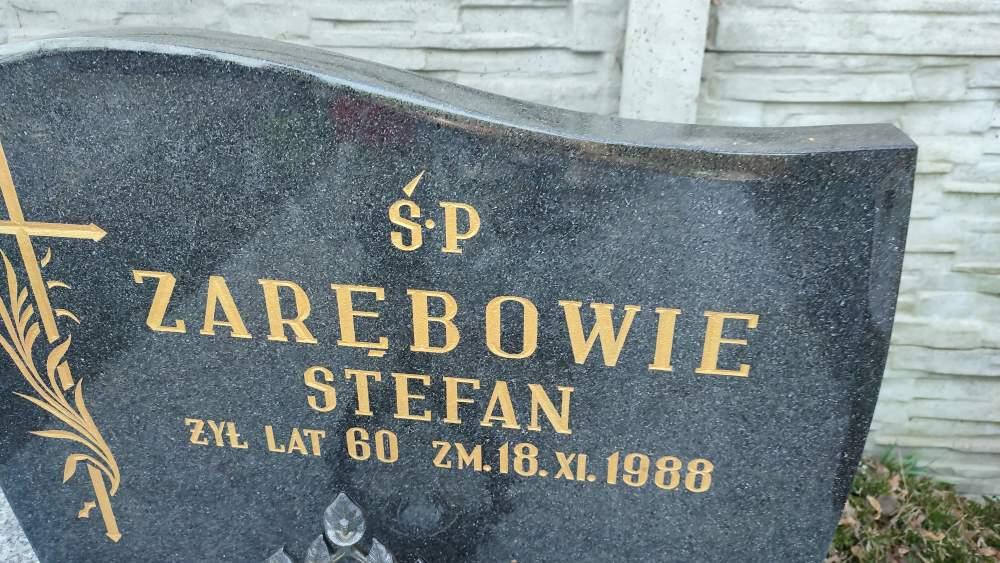 Ś.P
ZARĘBOWIE
STEFAN
ŻYŁ LAT 60 ZM. 18. XI. 1988